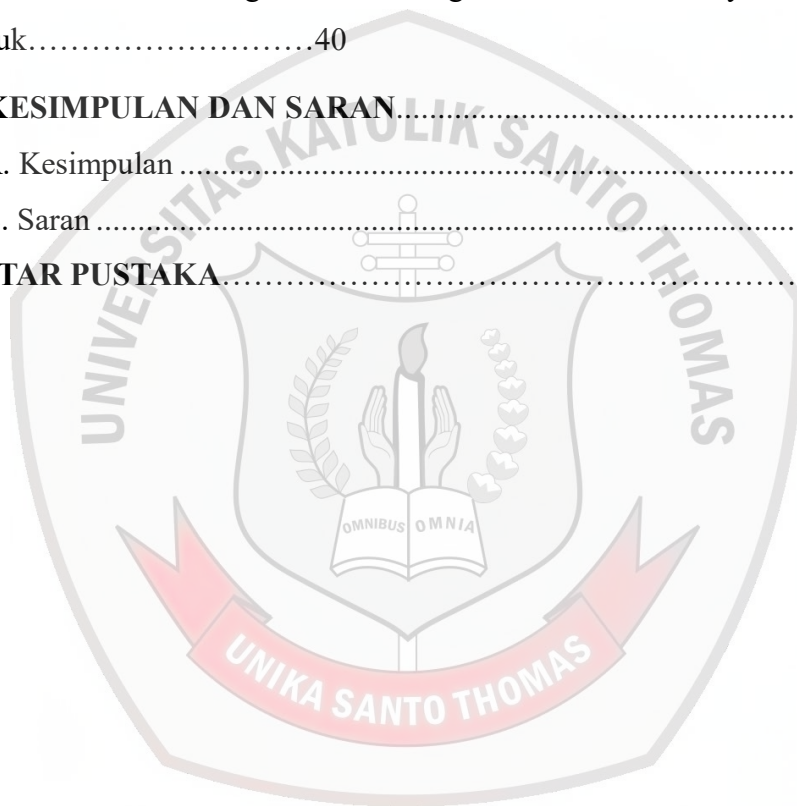 uk……………………….40
KESIMPULAN DAN SARAN
. Kesimpulan
. Saran
TAR PUSTAKA
UNIVERSITAS KATOLIK SANTO THOMAS
OMNIBUS OMNIA
UNIKA SANTO THOMAS